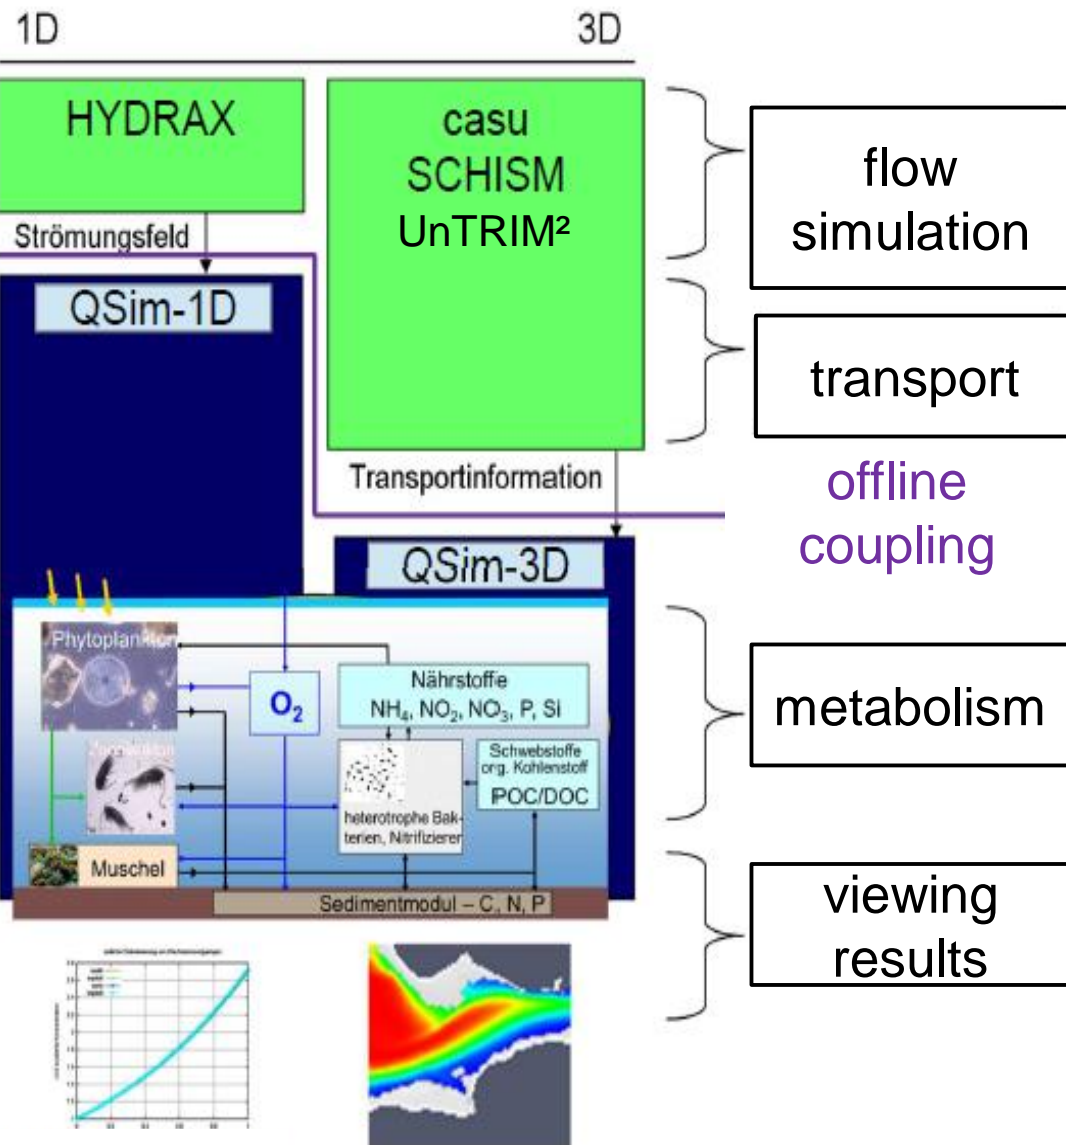 1D
3D
HYDRAX
casu
SCHISM
UnTRIM²
flow
simulation
Strömungsfeld
QSim-1D
transport
Transportinformation
offline
coupling
QSim-3D
Phytoplankton
O₂
Nährstoffe
NH₄, NO₂, NO₃, P, Si
Schwebstoffe
org. Kohlenstoff
POC/DOC
heterotrophe Bak-
terien, Nitrifizierer
Muschel
Sedimentmodul – C, N, P
metabolism
viewing
results